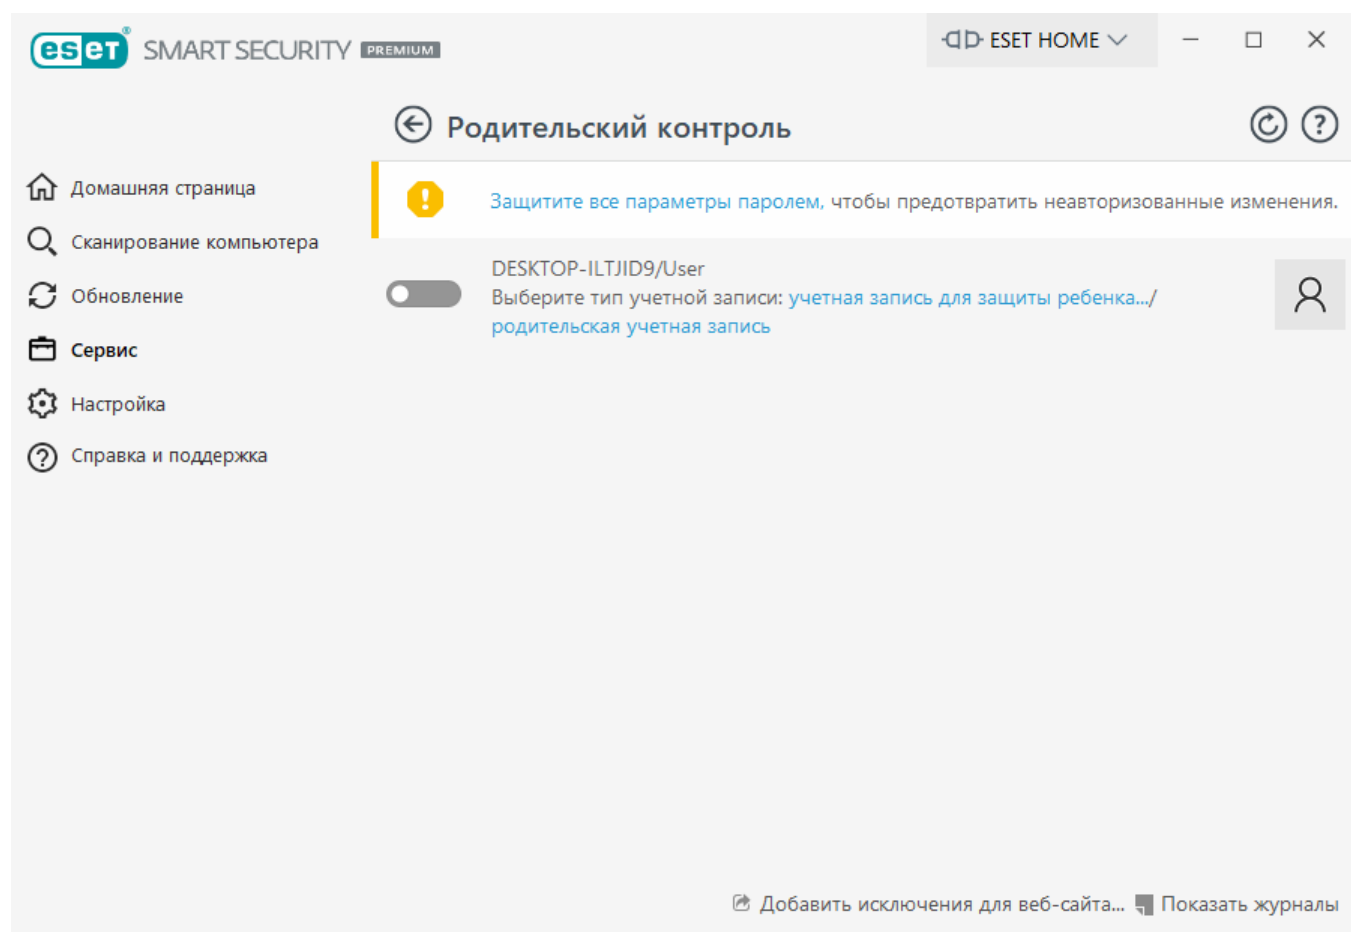 eset® SMART SECURITY PREMIUM
ESET HOME
Родительский контроль
Домашняя страница
Сканирование компьютера
Обновление
Сервис
Настройка
Справка и поддержка
Защитите все параметры паролем, чтобы предотвратить неавторизованные изменения.
DESKTOP-ILTJID9/User
Выберите тип учетной записи: учетная запись для защиты ребенка.../
родительская учетная запись
Добавить исключения для веб-сайта... Показать журналы